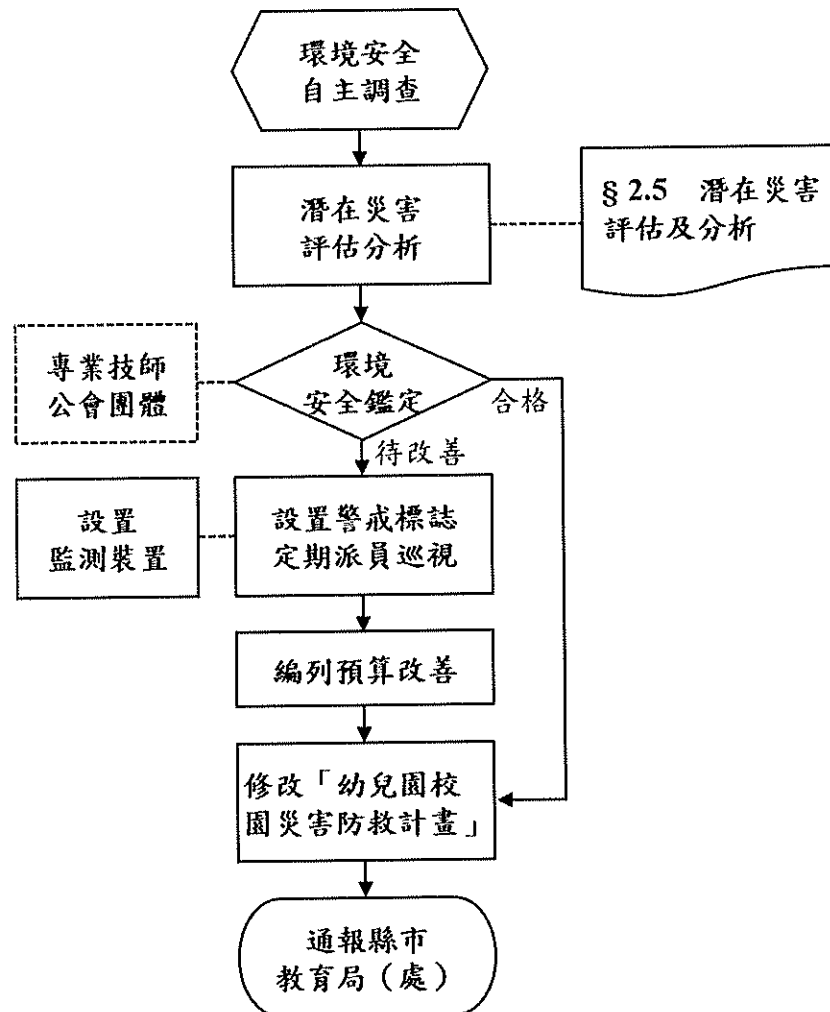 環境安全
自主調查
潛在災害
評估分析
§ 2.5 潛在災害
評估及分析
專業技師
公會團體
環境
安全鑑定
合格
待改善
設置
監測裝置
設置警戒標誌
定期派員巡視
編列預算改善
修改「幼兒園校
園災害防救計畫」
通報縣市
教育局（處）